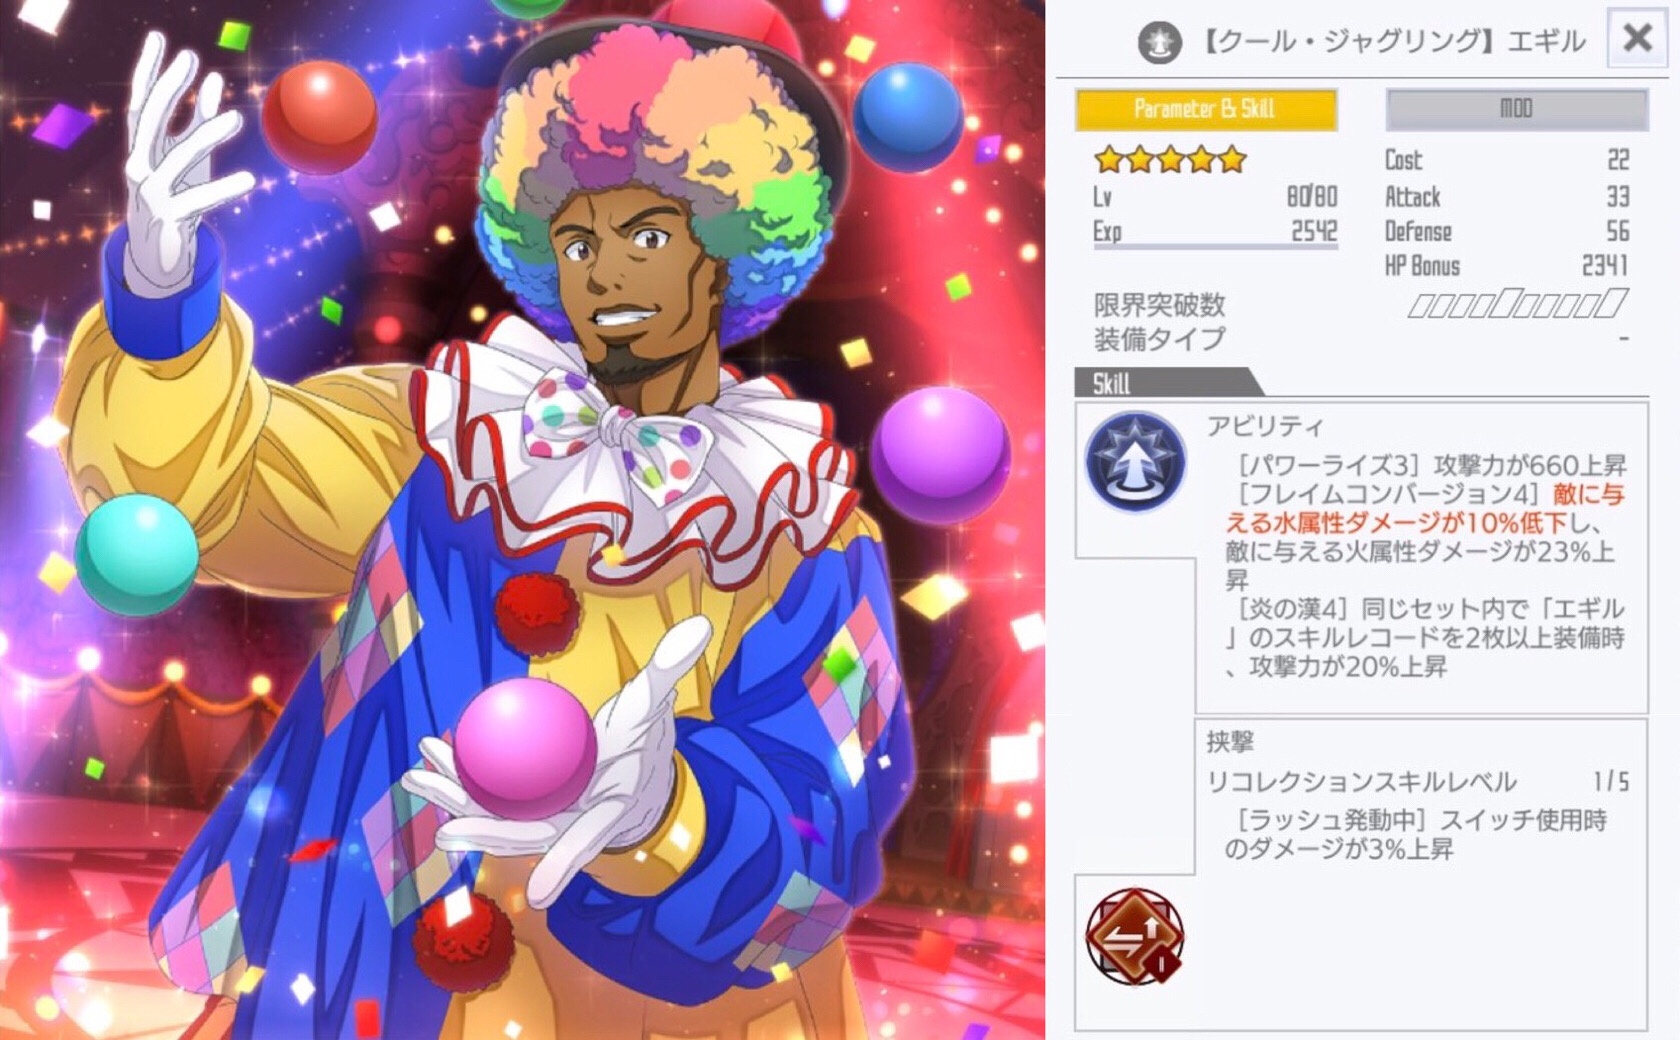 【クール・ジャグリング】エギル
Parameter & Skill
MOD
Lv 80/80
Exp 2542
Cost 22
Attack 33
Defense 56
HP Bonus 2341
限界突破数
装備タイプ -
Skill
アビリティ
[パワーライズ3] 攻撃力が660上昇
[フレイムコンバージョン4] 敵に与
える水属性ダメージが10%低下し、
敵に与える火属性ダメージが23%上
昇
[炎の漢4] 同じセット内で「エギル
」のスキルレコードを2枚以上装備時
、攻撃力が20%上昇
挟撃
リコレクションスキルレベル 1/5
[ラッシュ発動中] スイッチ使用時
のダメージが3%上昇
I